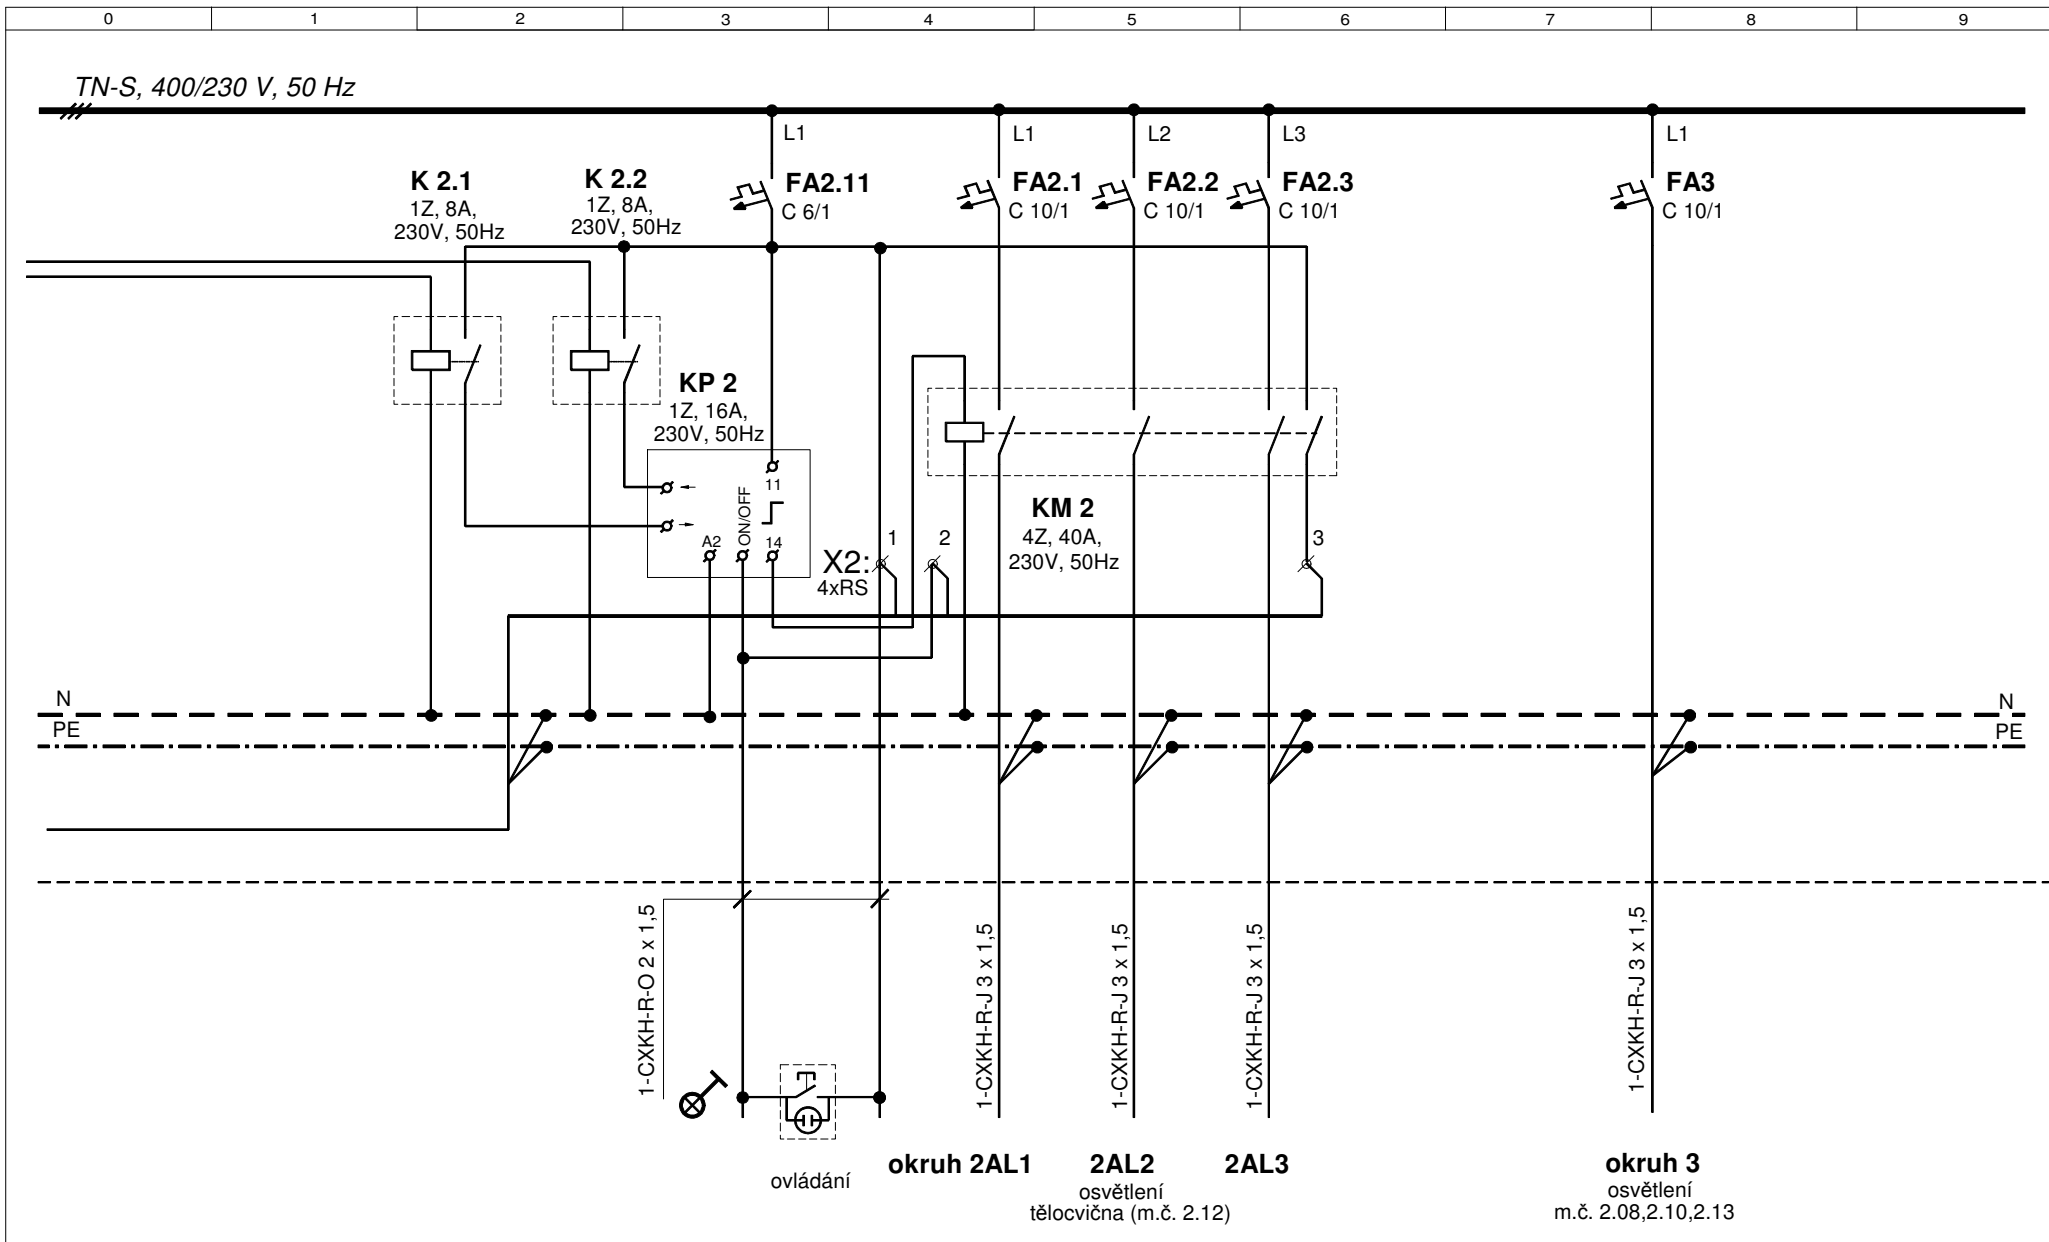 0 1 2 3 4 5 6 7 8 9
TN-S, 400/230 V, 50 Hz
L1 L1 L2 L3 L1
K 2.1
1Z, 8A,
230V, 50Hz
K 2.2
1Z, 8A,
230V, 50Hz
FA2.11
C 6/1
FA2.1
C 10/1
FA2.2
C 10/1
FA2.3
C 10/1
FA3
C 10/1
KP 2
1Z, 16A,
230V, 50Hz
11
ON/OFF
A2
14
X2:
4xRS
1
2
3
KM 2
4Z, 40A,
230V, 50Hz
N N
PE PE
1-CXKH-R-O 2 x 1,5
1-CXKH-R-J 3 x 1,5
1-CXKH-R-J 3 x 1,5
1-CXKH-R-J 3 x 1,5
1-CXKH-R-J 3 x 1,5
ovládání
okruh 2AL1
2AL2
2AL3
osvětlení
tělocvična (m.č. 2.12)
okruh 3
osvětlení
m.č. 2.08,2.10,2.13